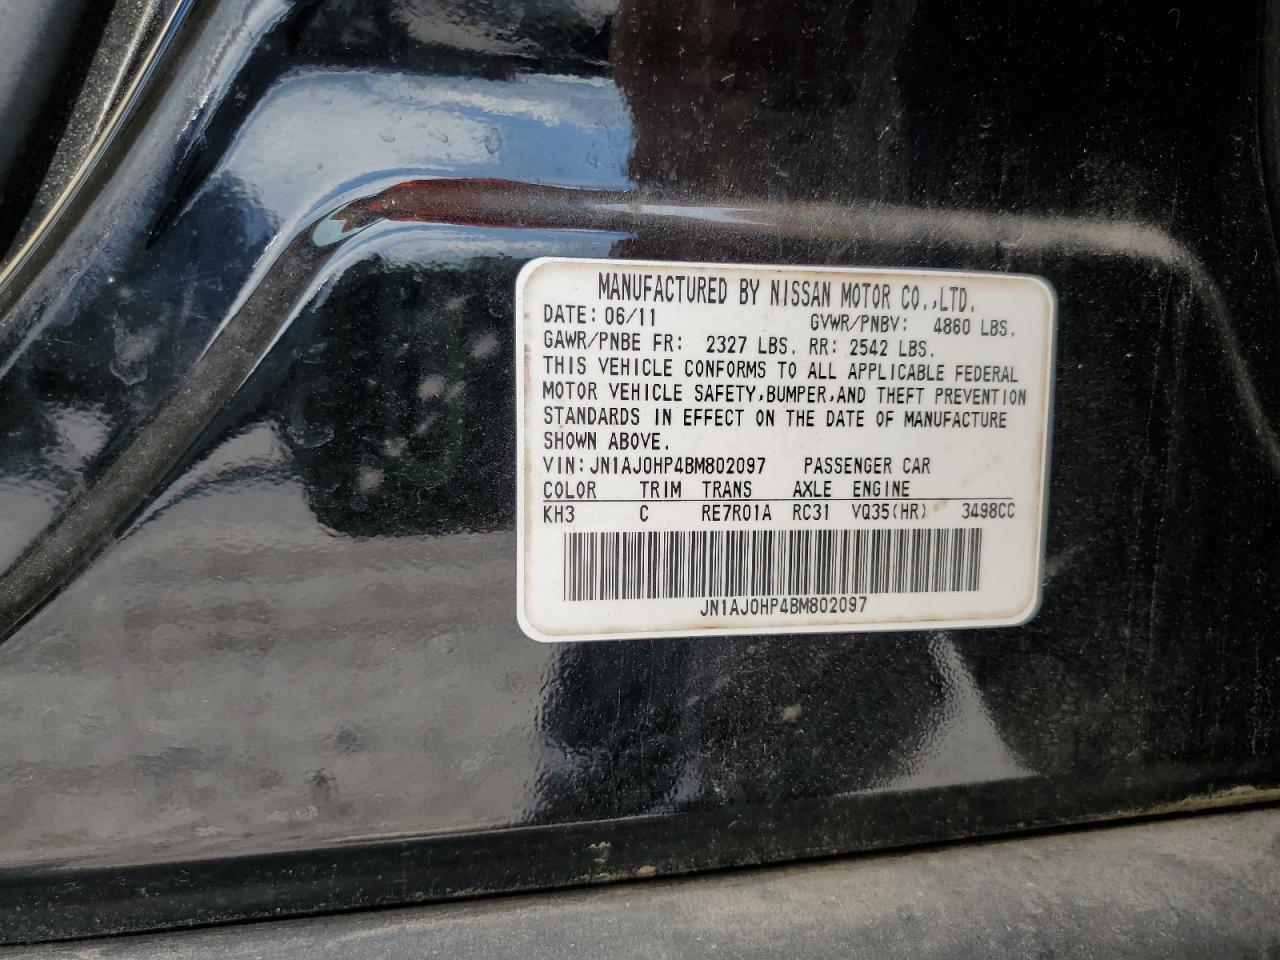 MANUFACTURED BY NISSAN MOTOR CO.,LTD.
DATE: 06/11 GVWR/PNBV: 4860 LBS.
GAWR/PNBE FR: 2327 LBS. RR: 2542 LBS.
THIS VEHICLE CONFORMS TO ALL APPLICABLE FEDERAL
MOTOR VEHICLE SAFETY,BUMPER,AND THEFT PREVENTION
STANDARDS IN EFFECT ON THE DATE OF MANUFACTURE
SHOWN ABOVE.
VIN: JN1AJ0HP4BM802097 PASSENGER CAR
COLOR TRIM TRANS AXLE ENGINE
KH3 C RE7R01A RC31 VQ35(HR) 3498CC
JN1AJ0HP4BM802097